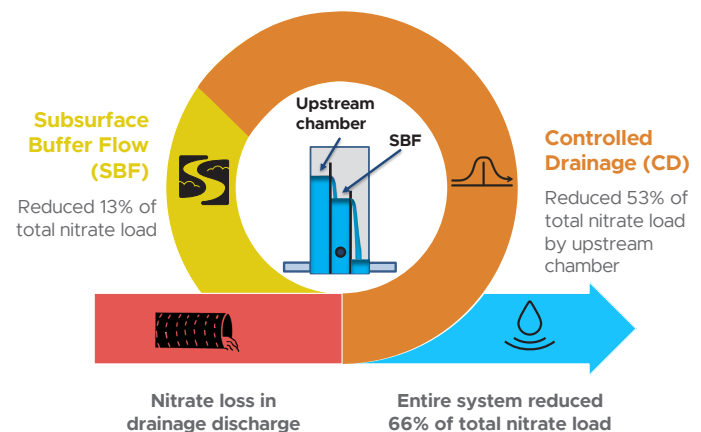 Upstream
chamber
SBF
Subsurface
Buffer Flow
(SBF)
Reduced 13% of
total nitrate load
Controlled
Drainage (CD)
Reduced 53% of
total nitrate load
by upstream
chamber
Nitrate loss in
drainage discharge
Entire system reduced
66% of total nitrate load